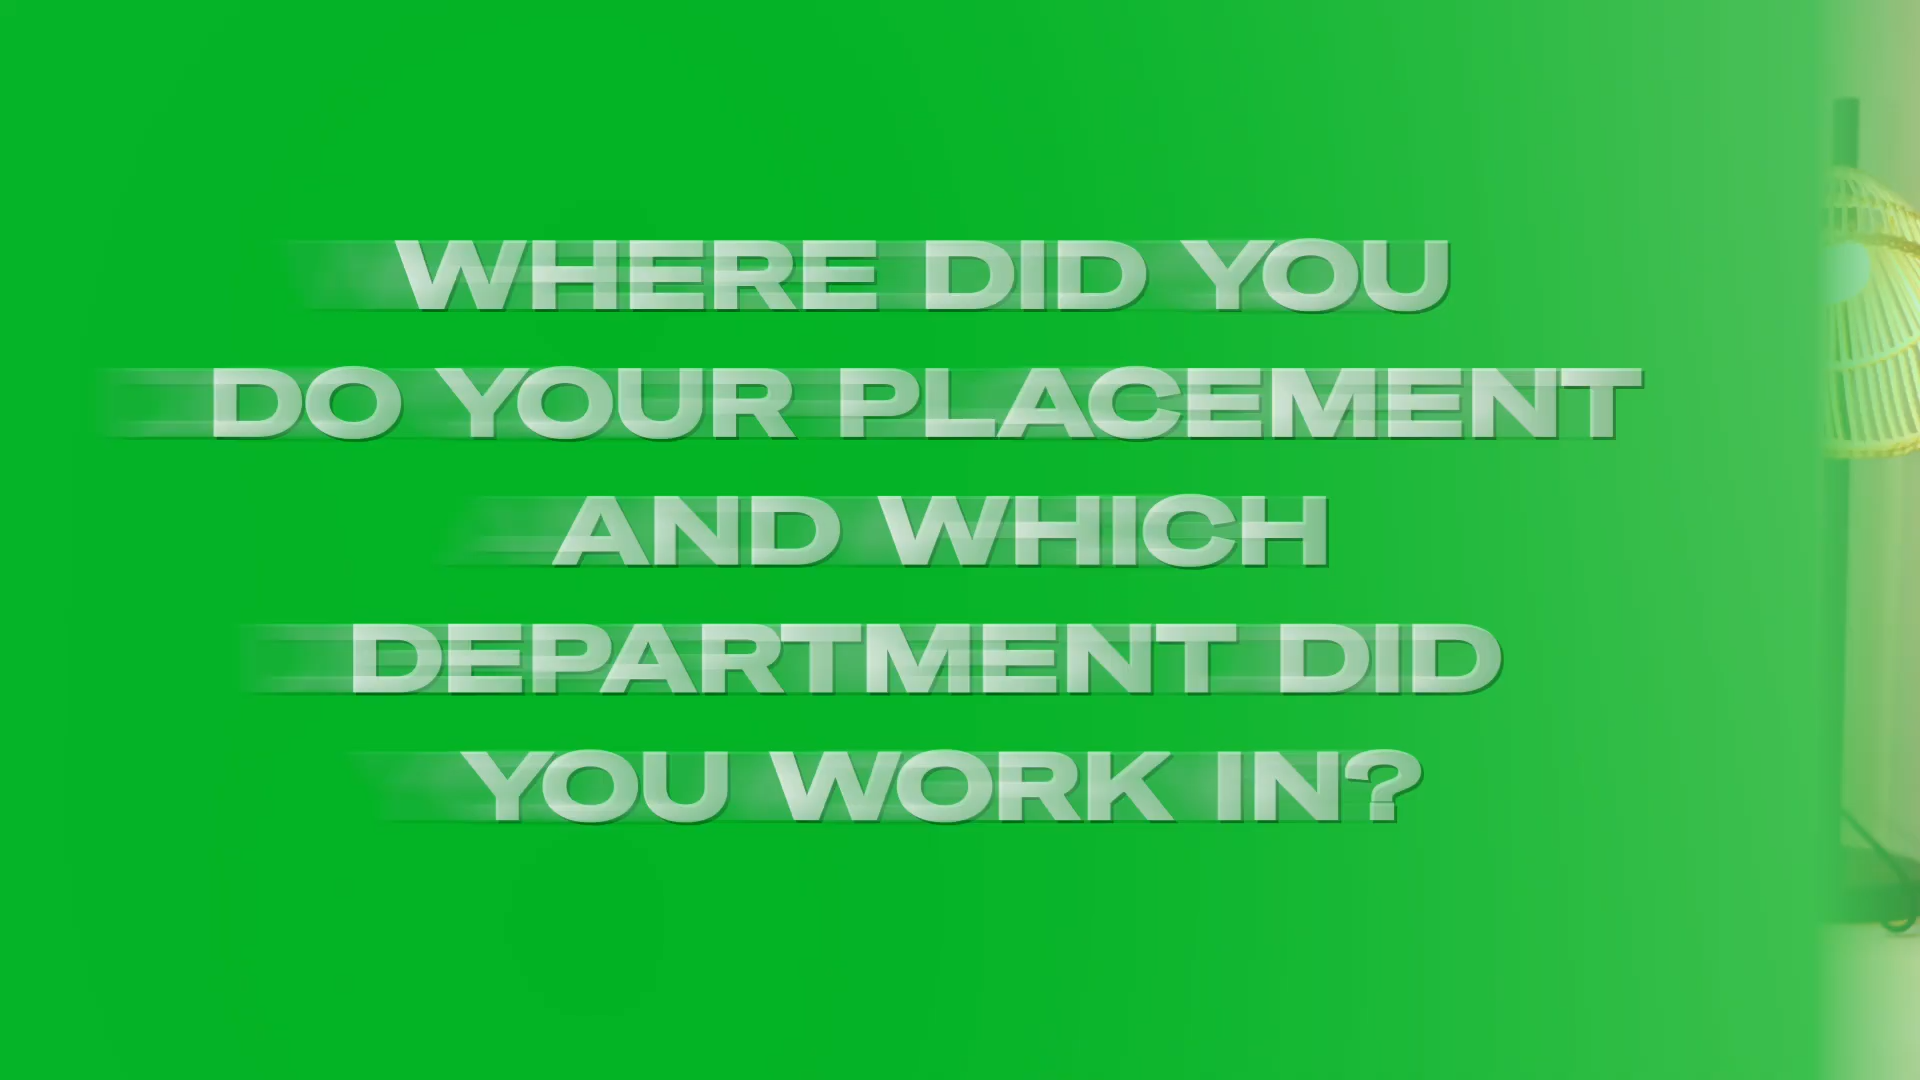 WHERE DID YOU
DO YOUR PLACEMENT
AND WHICH
DEPARTMENT DID
YOU WORK IN?